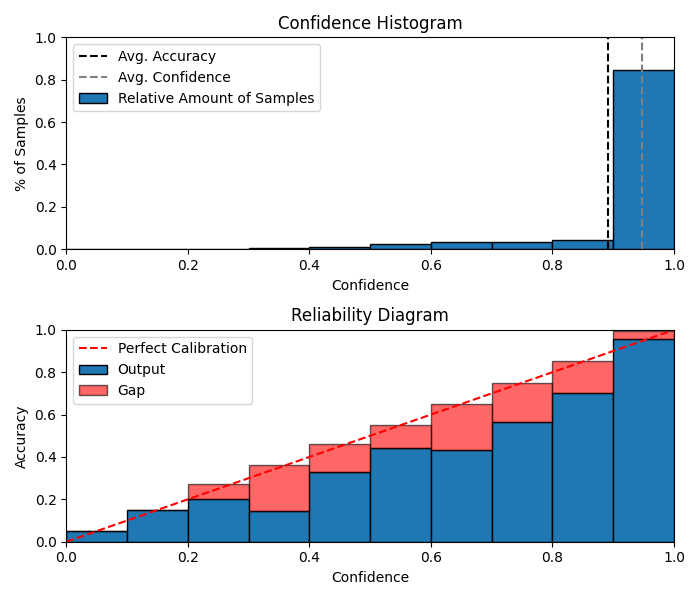 Confidence Histogram
% of Samples
1.0
0.8
0.6
0.4
0.2
0.0
Avg. Accuracy
Avg. Confidence
Relative Amount of Samples
0.0 0.2 0.4 0.6 0.8 1.0
Confidence
Reliability Diagram
Accuracy
1.0
0.8
0.6
0.4
0.2
0.0
Perfect Calibration
Output
Gap
0.0 0.2 0.4 0.6 0.8 1.0
Confidence